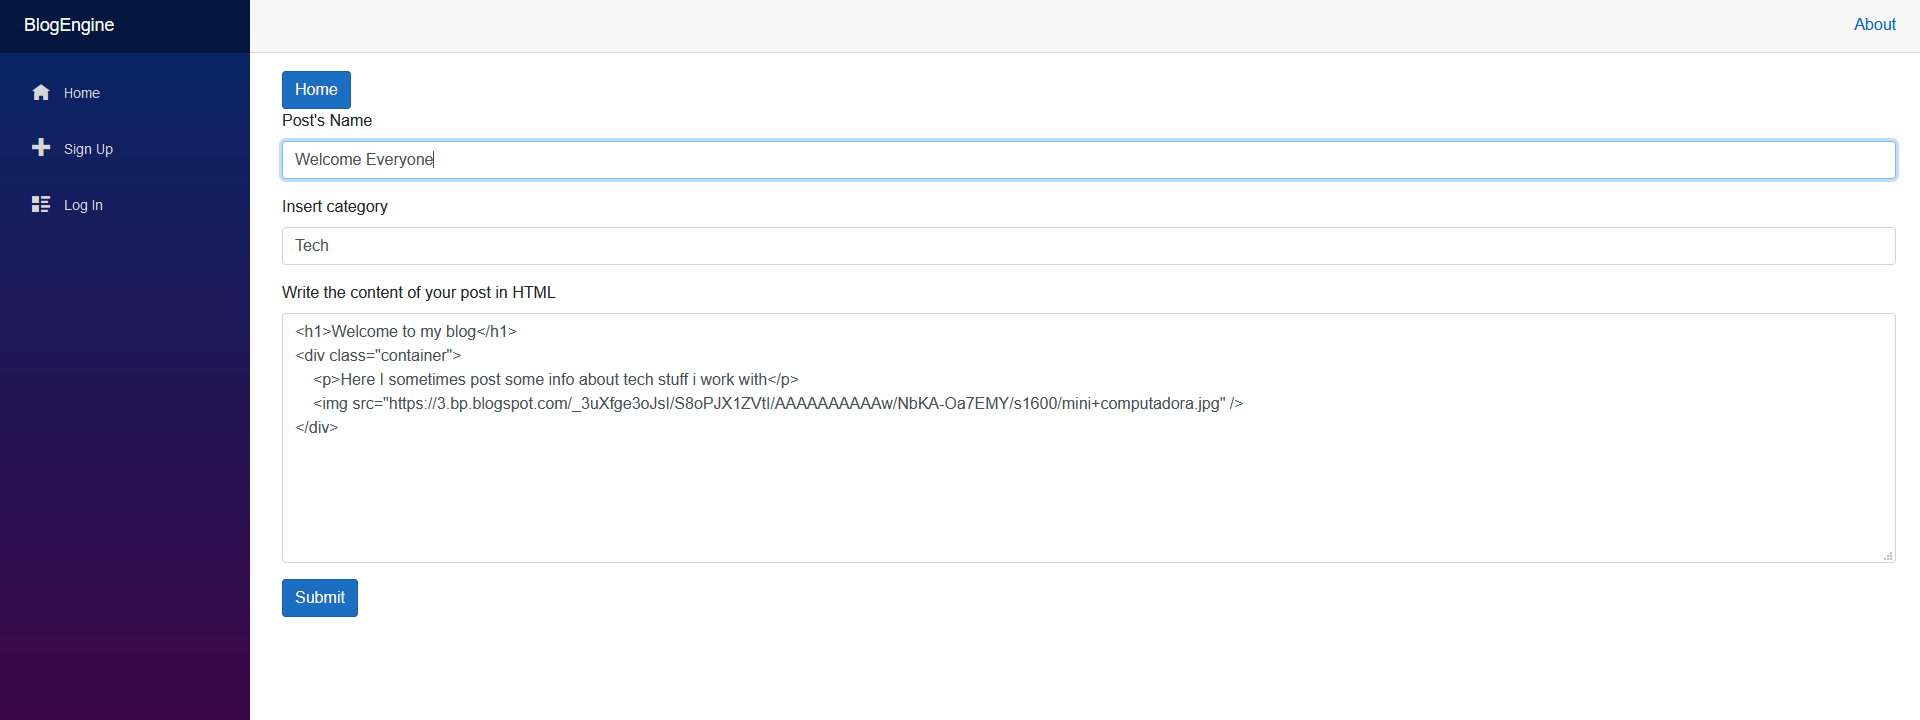 BlogEngine
About
Home
Sign Up
Log In
Home
Post's Name
Welcome Everyone
Insert category
Tech
Write the content of your post in HTML
<h1>Welcome to my blog</h1>
<div class="container">
    <p>Here I sometimes post some info about tech stuff i work with</p>
    <img src="https://3.bp.blogspot.com/_3uXfge3oJsI/S8oPJX1ZVtI/AAAAAAAAAAw/NbKA-Oa7EMY/s1600/mini+computadora.jpg" />
</div>
Submit